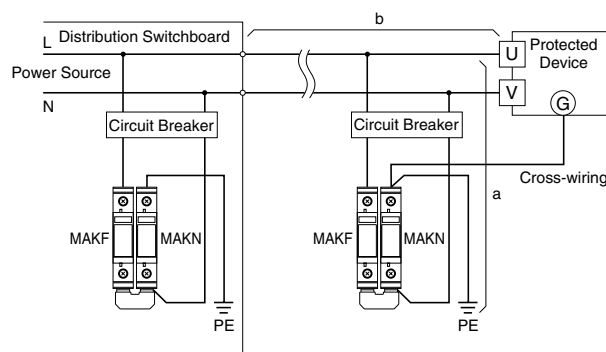 b
L
Distribution Switchboard
U
Protected
Device
Power Source
N
V
G
Circuit Breaker
Circuit Breaker
Cross-wiring
a
MAKF
MAKN
MAKF
MAKN
PE
PE